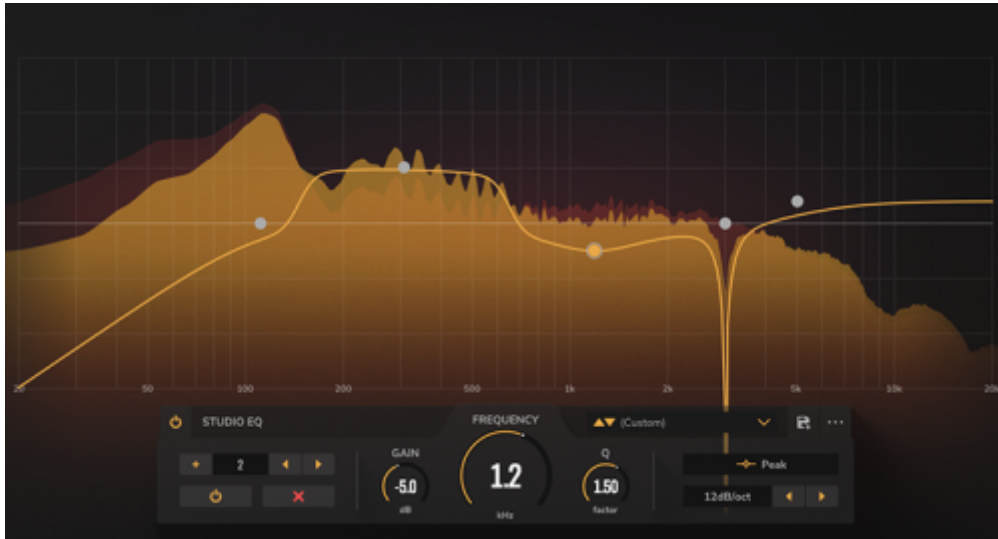 20 50 100 200 500 1k 2k 5k 10k 20k
STUDIO EQ
FREQUENCY
(Custom)
2
GAIN
-5.0
dB
1.2
kHz
Q
1.50
factor
Peak
12dB/oct